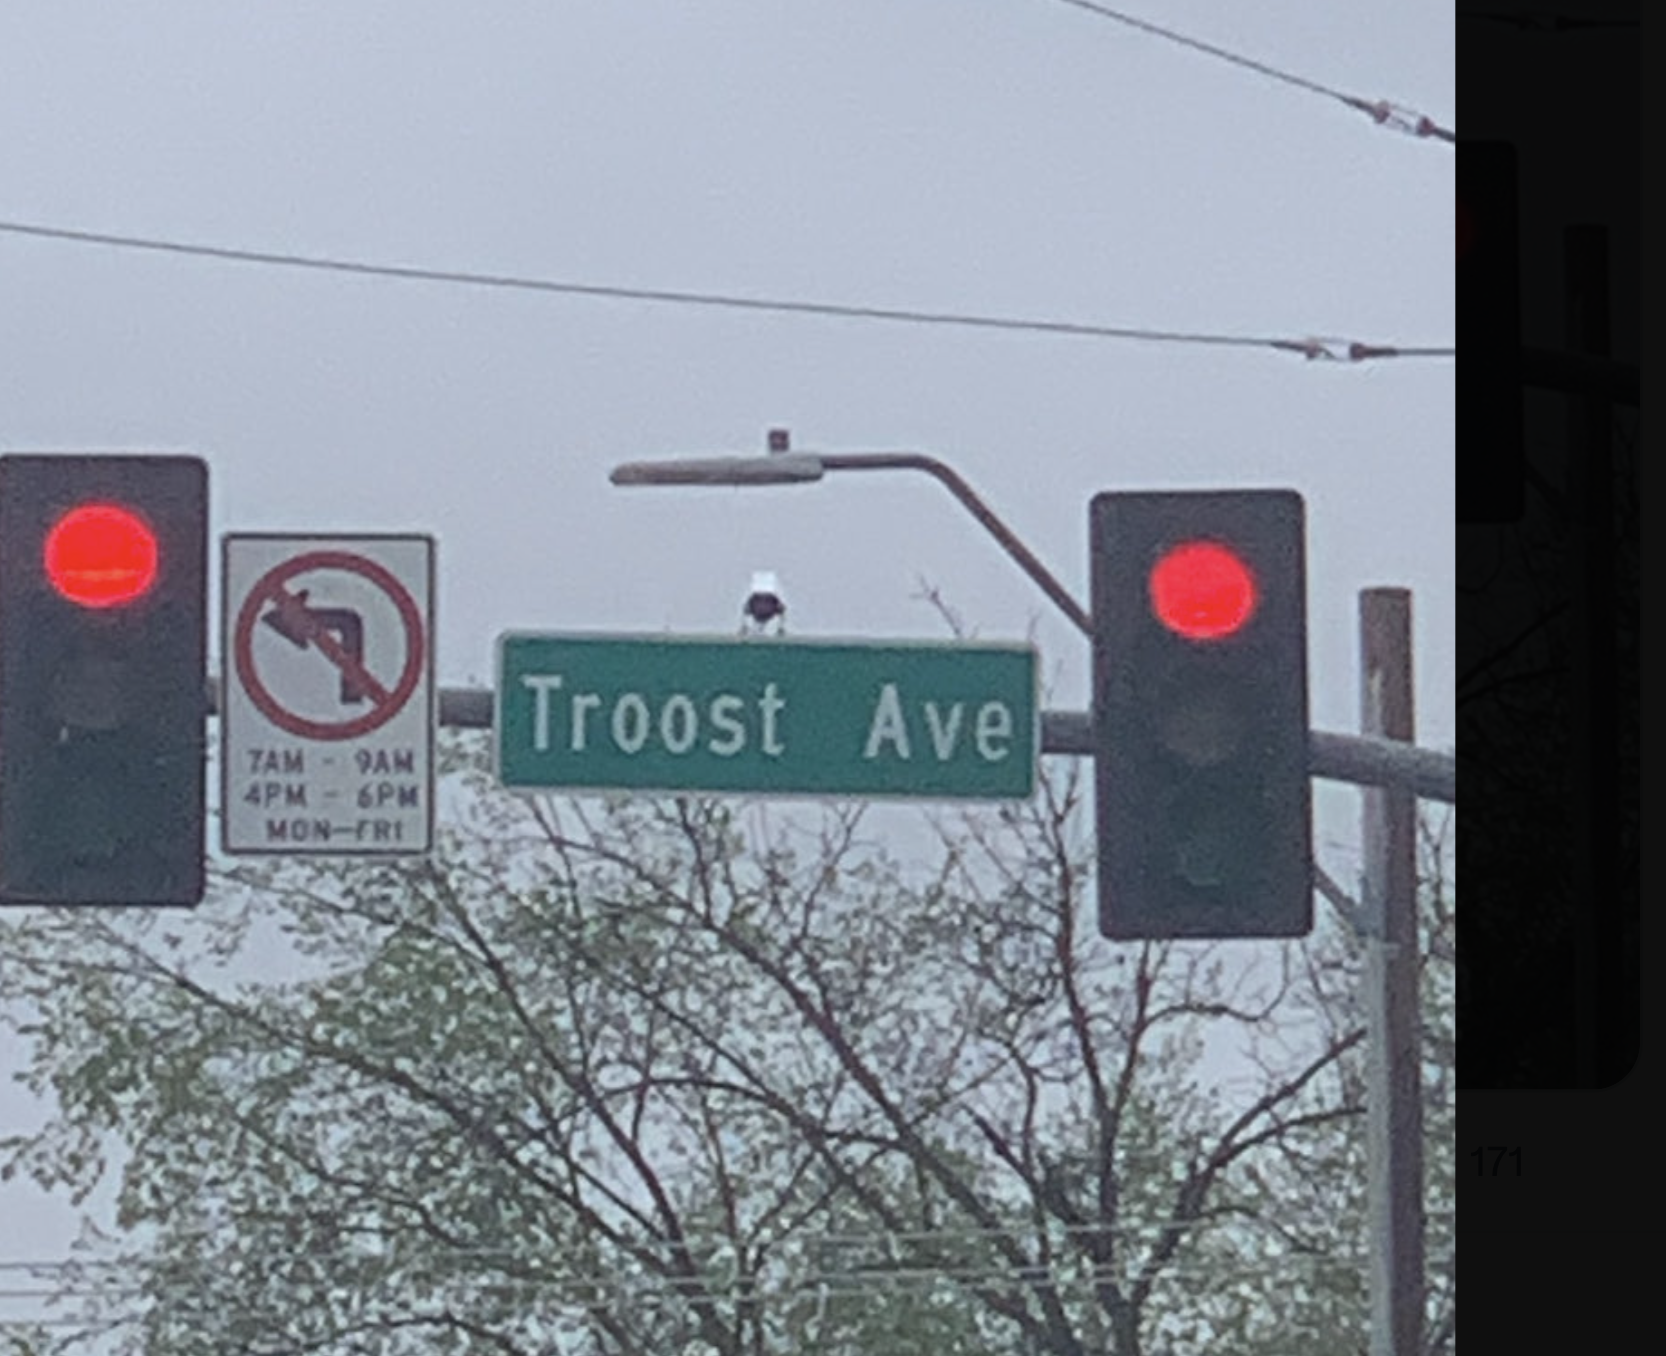 7AM - 9AM
4PM - 6PM
MON-FRI
Troost Ave
171